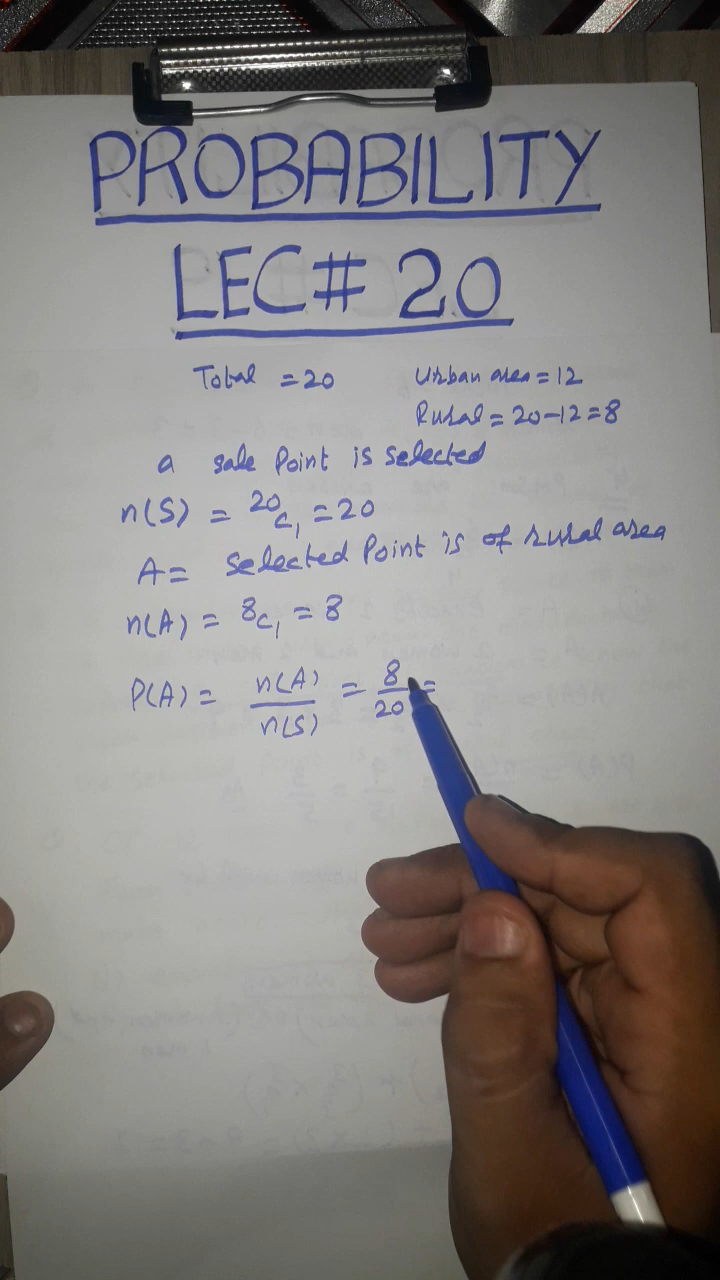 PROBABILITY
LEC# 20
Total = 20 Urban area = 12
Rural = 20-12 = 8
a sale Point is selected
n(S) = 20c₁ = 20
A = selected Point is of rural area
n(A) = 8c₁ = 8
P(A) = n(A)/n(S) = 8/20 =